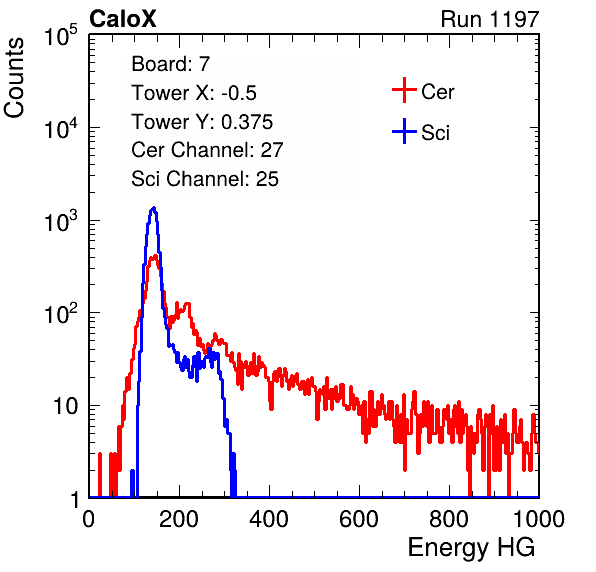 CaloX Run 1197
Counts
10^5
10^4
10^3
10^2
10
1
Board: 7
Tower X: -0.5
Tower Y: 0.375
Cer Channel: 27
Sci Channel: 25
Cer
Sci
0 200 400 600 800 1000
Energy HG